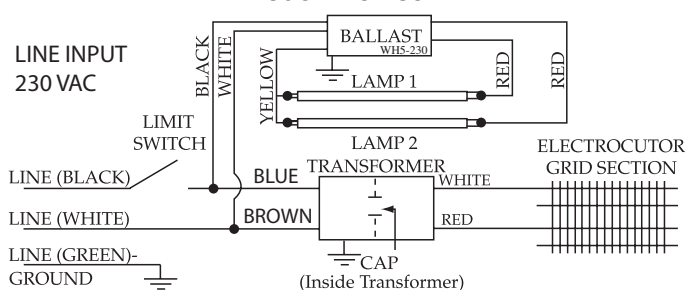 LINE INPUT
230 VAC
BLACK
WHITE
BALLAST
WH5-230
YELLOW
LAMP 1
RED
RED
LAMP 2
LIMIT
SWITCH
TRANSFORMER
ELECTROCUTOR
GRID SECTION
LINE (BLACK)
BLUE
WHITE
LINE (WHITE)
BROWN
RED
LINE (GREEN)-
GROUND
CAP
(Inside Transformer)